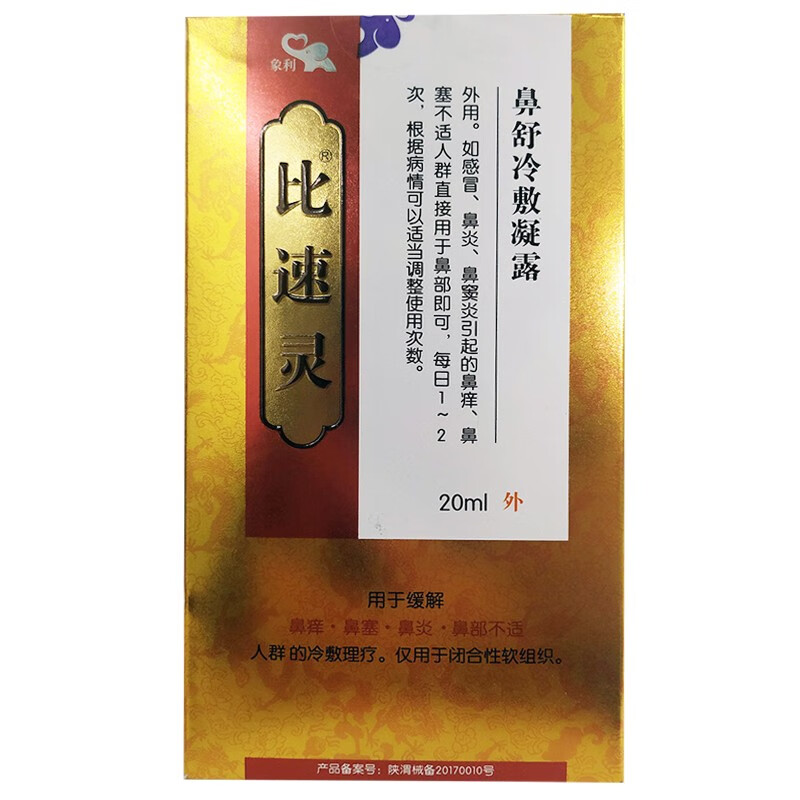 象利
比速灵®
鼻舒冷敷凝露
外用。如感冒、鼻炎、鼻窦炎引起的鼻痒、鼻
塞不适人群直接用于鼻部即可，每日1~2
次，根据病情可以适当调整使用次数。
20ml 外
用于缓解
鼻痒·鼻塞·鼻炎·鼻部不适
人群的冷敷理疗。仅用于闭合性软组织。
产品备案号：陕渭械备20170010号